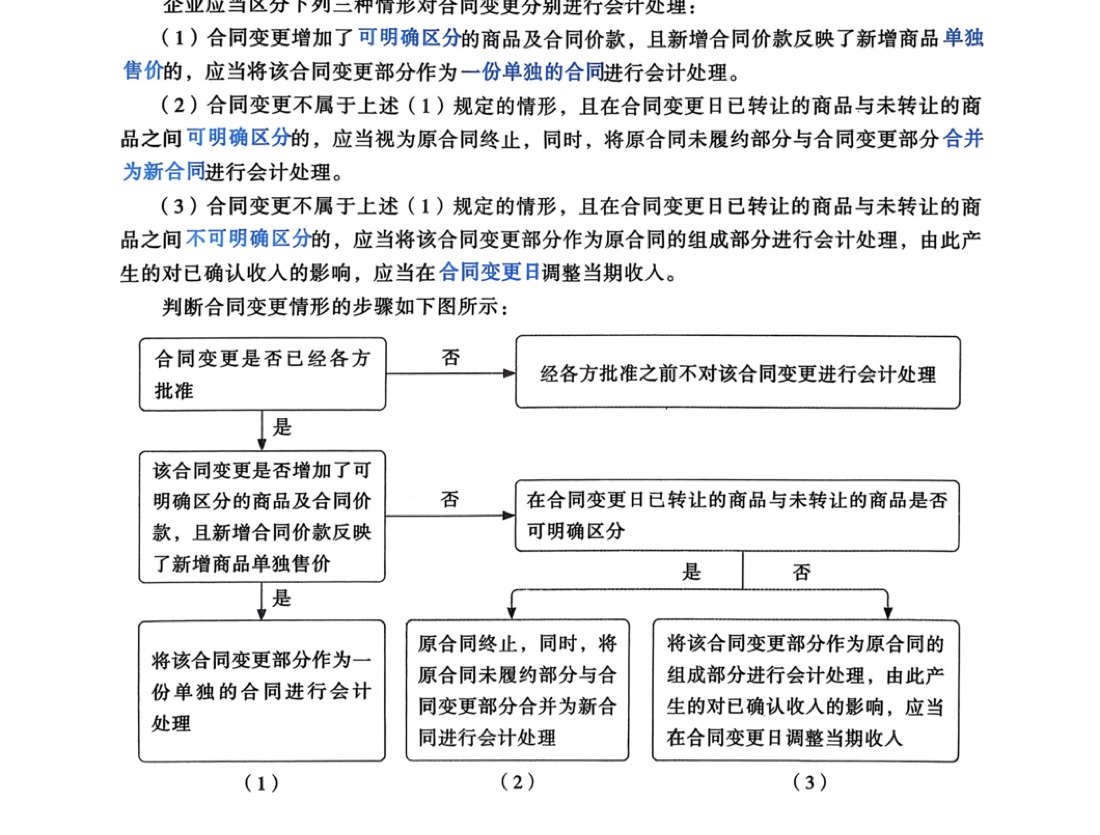 企业应当区分下列三种情形对合同变更分别进行会计处理：
（1）合同变更增加了可明确区分的商品及合同价款，且新增合同价款反映了新增商品单独
售价的，应当将该合同变更部分作为一份单独的合同进行会计处理。
（2）合同变更不属于上述（1）规定的情形，且在合同变更日已转让的商品与未转让的商
品之间可明确区分的，应当视为原合同终止，同时，将原合同未履约部分与合同变更部分合并
为新合同进行会计处理。
（3）合同变更不属于上述（1）规定的情形，且在合同变更日已转让的商品与未转让的商
品之间不可明确区分的，应当将该合同变更部分作为原合同的组成部分进行会计处理，由此产
生的对已确认收入的影响，应当在合同变更日调整当期收入。
判断合同变更情形的步骤如下图所示：
合同变更是否已经各方
批准
否
经各方批准之前不对该合同变更进行会计处理
是
该合同变更是否增加了可
明确区分的商品及合同价
款，且新增合同价款反映
了新增商品单独售价
否
在合同变更日已转让的商品与未转让的商品是否
可明确区分
是
否
是
将该合同变更部分作为一
份单独的合同进行会计
处理
原合同终止，同时，将
原合同未履约部分与合
同变更部分合并为新合
同进行会计处理
将该合同变更部分作为原合同的
组成部分进行会计处理，由此产
生的对已确认收入的影响，应当
在合同变更日调整当期收入
（1）
（2）
（3）